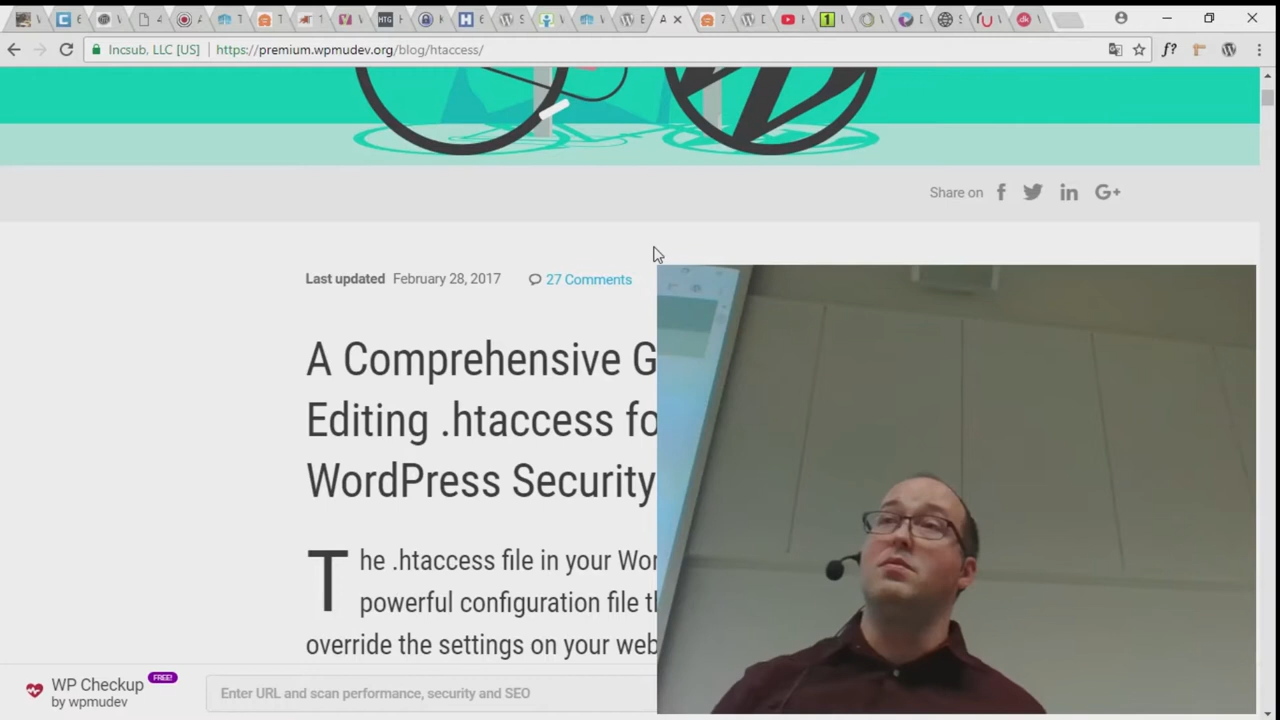 Incsub, LLC [US]
https://premium.wpmudev.org/blog/htaccess/
Share on
Last updated February 28, 2017 27 Comments
A Comprehensive G
Editing .htaccess fo
WordPress Security
The .htaccess file in your Wor
powerful configuration file th
override the settings on your web
WP Checkup FREE!
by wpmudev
Enter URL and scan performance, security and SEO